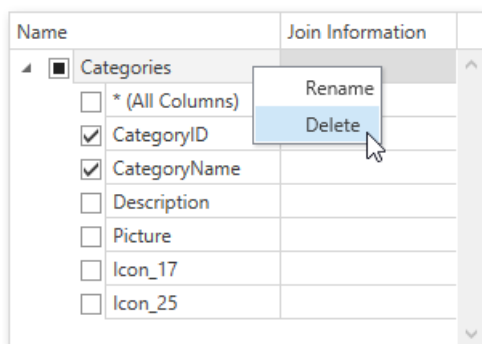 Name Join Information
Categories
Rename
* (All Columns)
Delete
CategoryID
CategoryName
Description
Picture
Icon_17
Icon_25